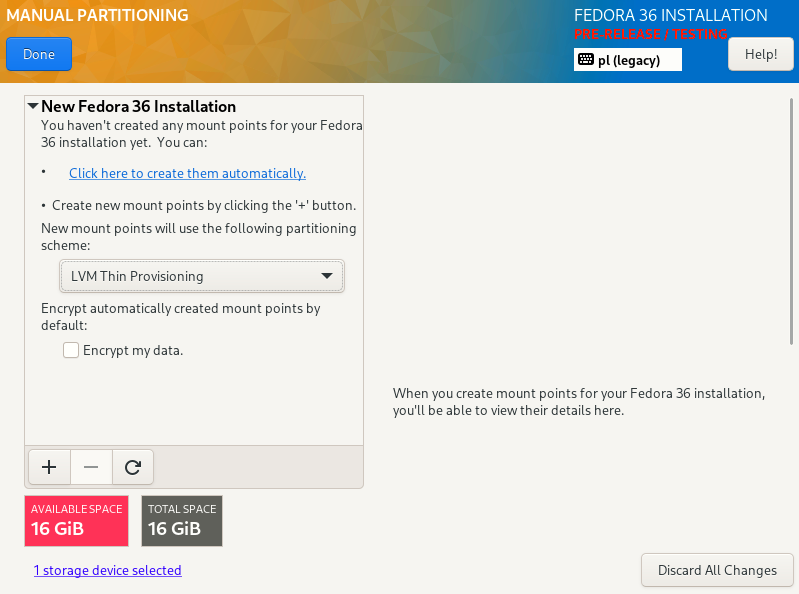 MANUAL PARTITIONING
Done
FEDORA 36 INSTALLATION
PRE-RELEASE / TESTING
pl (legacy)
Help!
New Fedora 36 Installation
You haven't created any mount points for your Fedora
36 installation yet.  You can:
• Click here to create them automatically.
• Create new mount points by clicking the '+' button.
New mount points will use the following partitioning
scheme:
LVM Thin Provisioning
Encrypt automatically created mount points by
default:
Encrypt my data.
When you create mount points for your Fedora 36 installation,
you'll be able to view their details here.
AVAILABLE SPACE
16 GiB
TOTAL SPACE
16 GiB
1 storage device selected
Discard All Changes